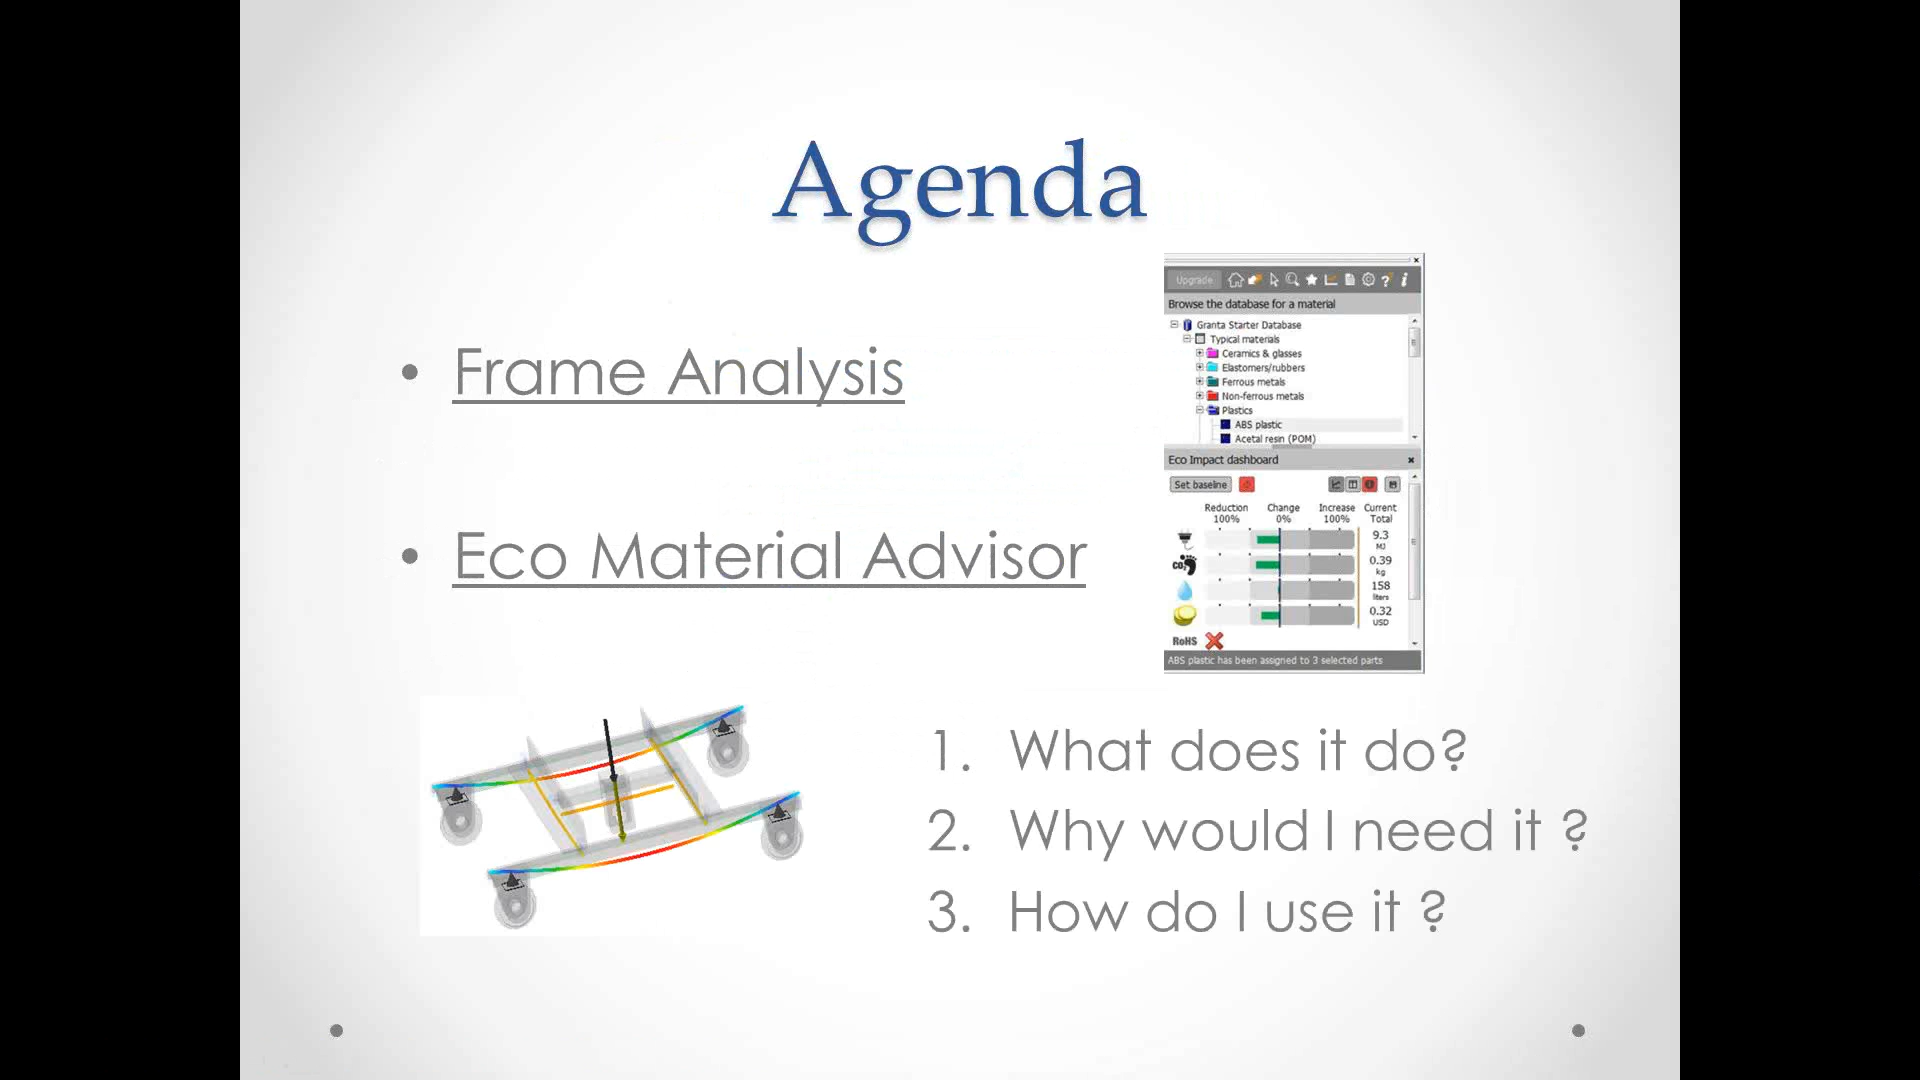 Agenda
• Frame Analysis
• Eco Material Advisor
Upgrade
Browse the database for a material
Granta Starter Database
Typical materials
Ceramics & glasses
Elastomers/rubbers
Ferrous metals
Non-ferrous metals
Plastics
ABS plastic
Acetal resin (POM)
Eco Impact dashboard
Set baseline
Reduction Change Increase Current
100% 0% 100% Total
9.3
MJ
CO₂ 0.39
kg
158
liters
0.32
USD
RoHS
ABS plastic has been assigned to 3 selected parts
1. What does it do?
2. Why would I need it ?
3. How do I use it ?